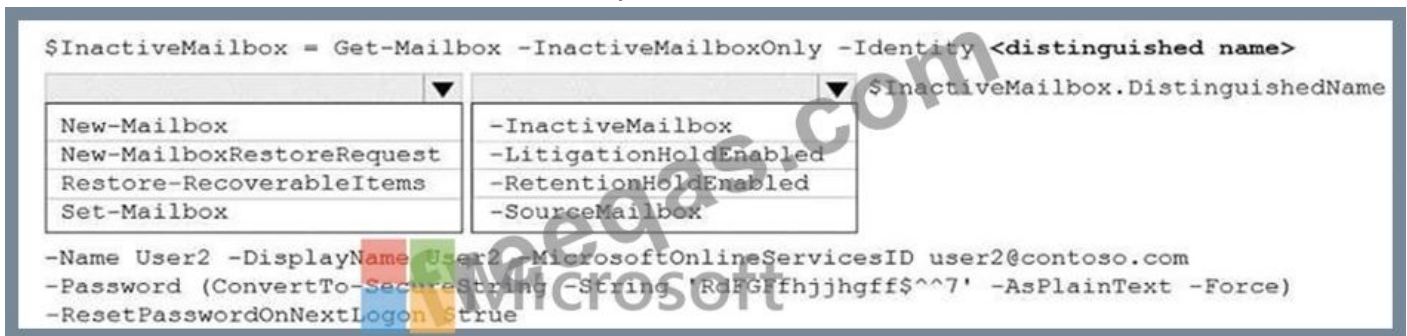 $InactiveMailbox = Get-Mailbox -InactiveMailboxOnly -Identity <distinguished name>
$InactiveMailbox.DistinguishedName
New-Mailbox
New-MailboxRestoreRequest
Restore-RecoverableItems
Set-Mailbox
-InactiveMailbox
-LitigationHoldEnabled
-RetentionHoldEnabled
-SourceMailbox
-Name User2 -DisplayName User2 -MicrosoftOnlineServicesID user2@contoso.com
-Password (ConvertTo-SecureString -String 'RdFGFfhjjhgff$^^7' -AsPlainText -Force)
-ResetPasswordOnNextLogon $true
Microsoft